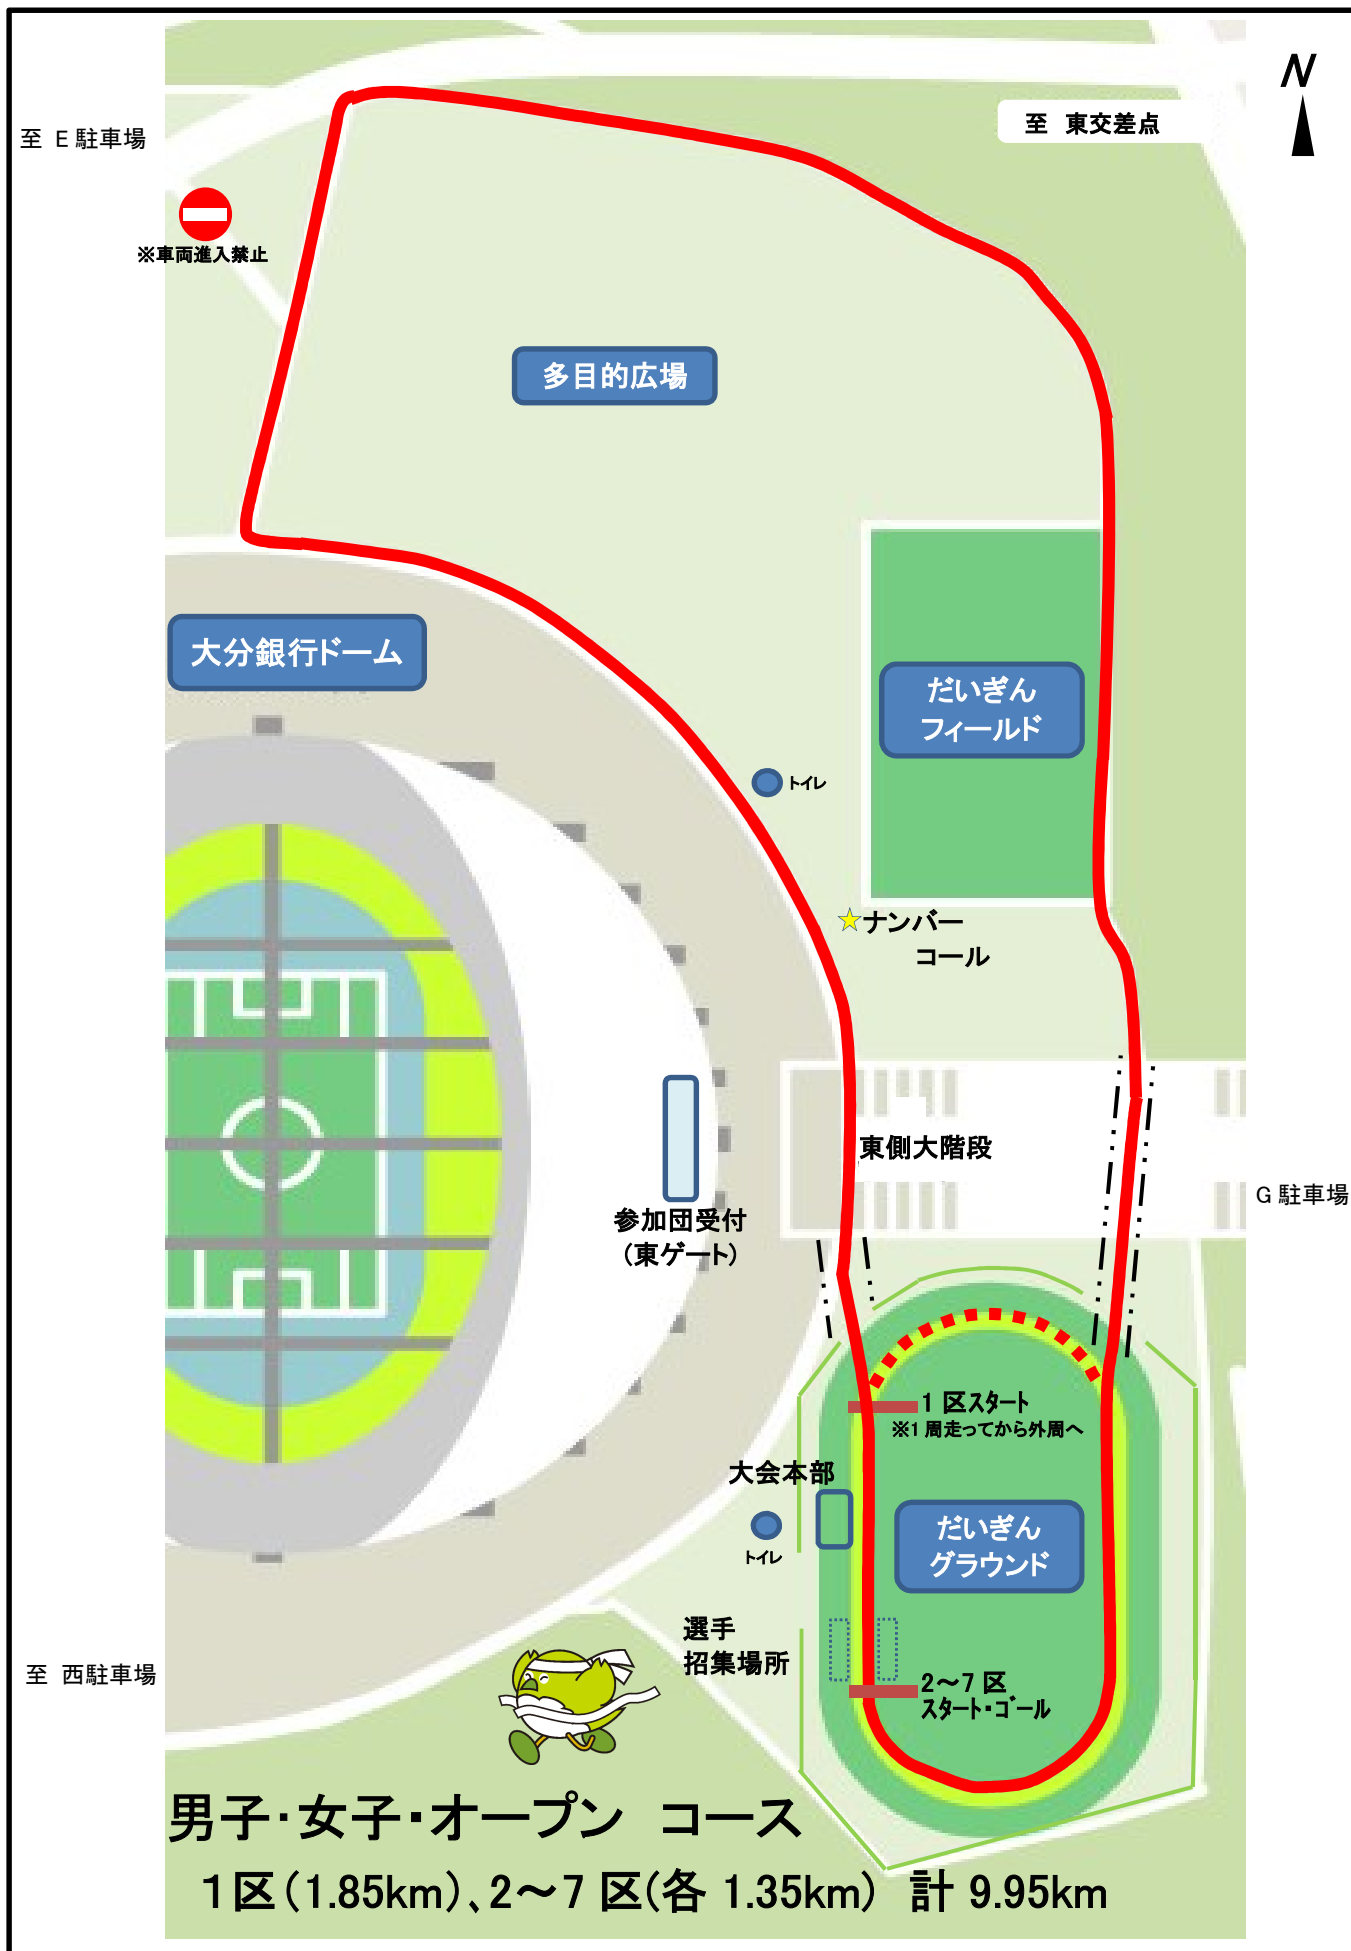 N
至 東交差点
至 E 駐車場
※車両進入禁止
多目的広場
大分銀行ドーム
だいぎん
フィールド
トイレ
ナンバー
コール
東側大階段
G 駐車場
参加団受付
(東ゲート)
1 区スタート
※1 周走ってから外周へ
大会本部
だいぎん
グラウンド
トイレ
選手
招集場所
2～7 区
スタート・ゴール
至 西駐車場
男子・女子・オープン コース
1区(1.85km)、2～7 区(各 1.35km) 計 9.95km